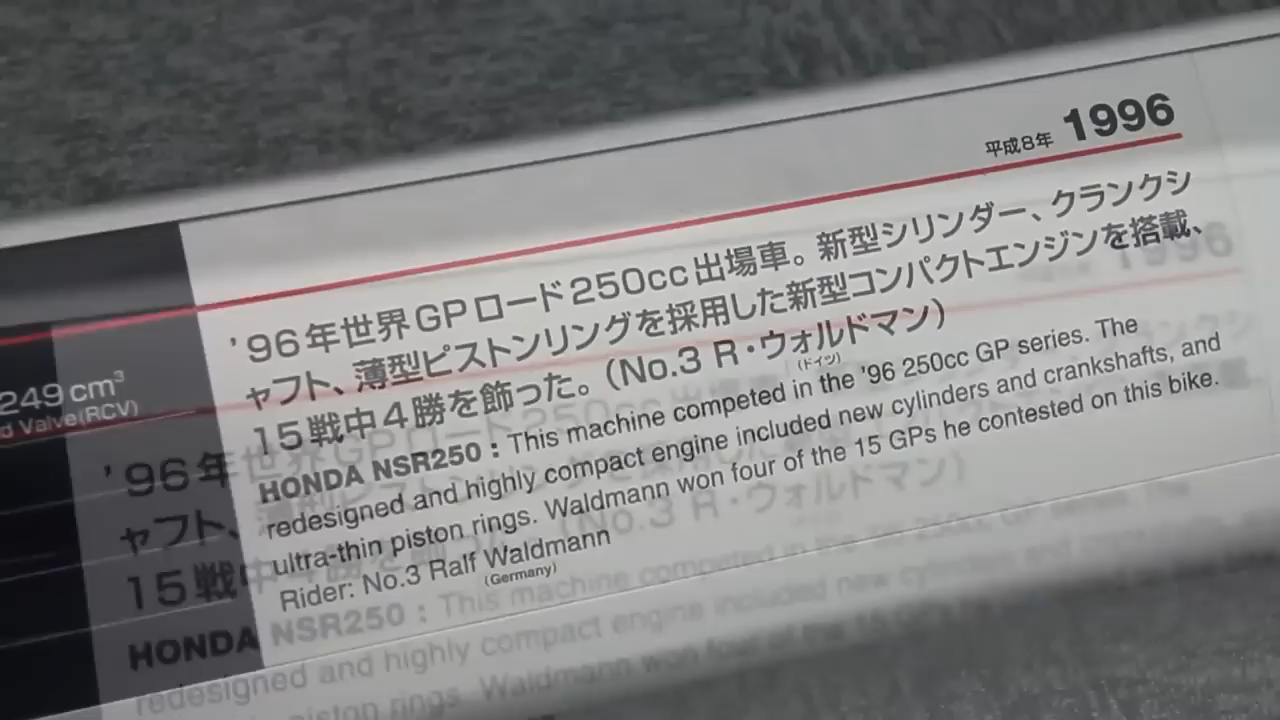 平成8年 1996
'96年世界GPロード250cc出場車。新型シリンダー、クランクシ
ャフト、薄型ピストンリングを採用した新型コンパクトエンジンを搭載、
15戦中4勝を飾った。(No.3 R・ウォルドマン)
(ドイツ)
HONDA NSR250 : This machine competed in the '96 250cc GP series. The
redesigned and highly compact engine included new cylinders and crankshafts, and
ultra-thin piston rings. Waldmann won four of the 15 GPs he contested on this bike.
Rider: No.3 Ralf Waldmann
(Germany)
249 cm³
Valve(RCV)